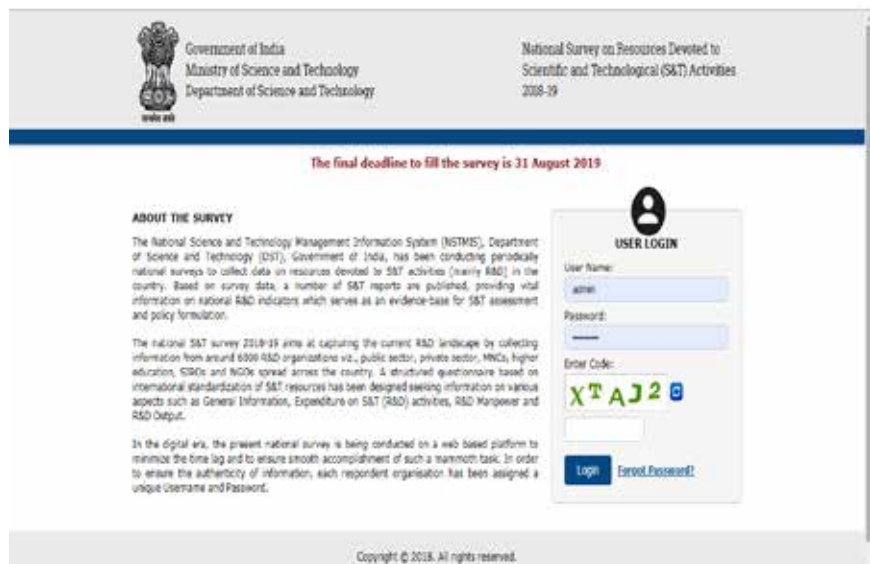 Government of India
Ministry of Science and Technology
Department of Science and Technology
सत्यमेव जयते
National Survey on Resources Devoted to
Scientific and Technological (S&T) Activities
2018-19
The final deadline to fill the survey is 31 August 2019
ABOUT THE SURVEY
The National Science and Technology Management Information System (NSTMIS), Department
of Science and Technology (DST), Government of India, has been conducting periodically
national surveys to collect data on resources devoted to S&T activities (mainly R&D) in the
country. Based on survey data, a number of S&T reports are published, providing vital
information on national R&D indicators which serves as an evidence-base for S&T assessment
and policy formulation.
The national S&T survey 2018-19 aims at capturing the current R&D landscape by collecting
information from around 6000 R&D organizations viz., public sector, private sector, MNCs, higher
education, SIROs and NGOs spread across the country. A structured questionnaire based on
international standardization of S&T resources has been designed seeking information on various
aspects such as General Information, Expenditure on S&T (R&D) activities, R&D Manpower and
R&D Output.
In the digital era, the present national survey is being conducted on a web based platform to
minimize the time lag and to ensure smooth accomplishment of such a mammoth task. In order
to ensure the authenticity of information, each respondent organisation has been assigned a
unique Username and Password.
USER LOGIN
User Name:
admin
Password:
Enter Code:
XTAJ2
Login Forgot Password?
Copyright © 2018. All rights reserved.